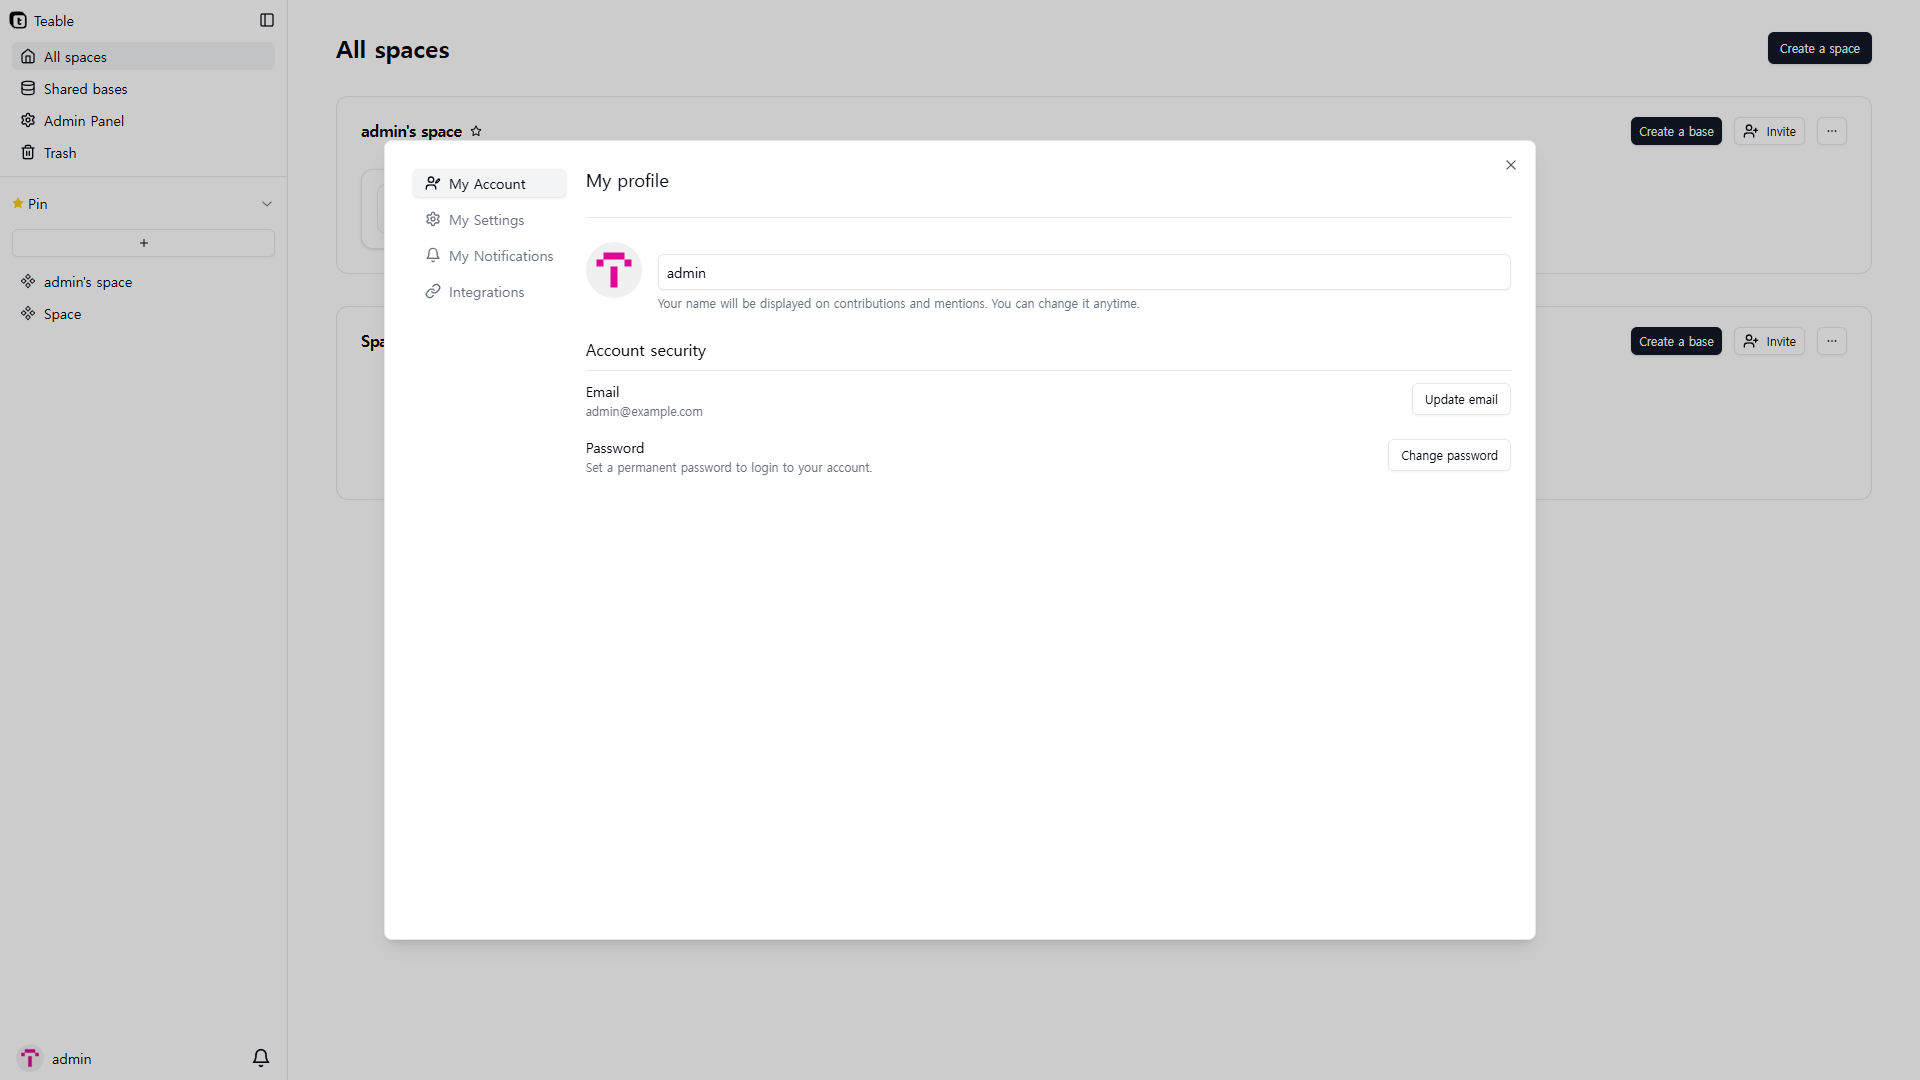 Teable
All spaces
Shared bases
Admin Panel
Trash
Pin
+
admin's space
Space
admin
All spaces
Create a space
admin's space
Create a base
Invite
Spa
Create a base
Invite
My Account
My Settings
My Notifications
Integrations
My profile
admin
Your name will be displayed on contributions and mentions. You can change it anytime.
Account security
Email
admin@example.com
Update email
Password
Set a permanent password to login to your account.
Change password